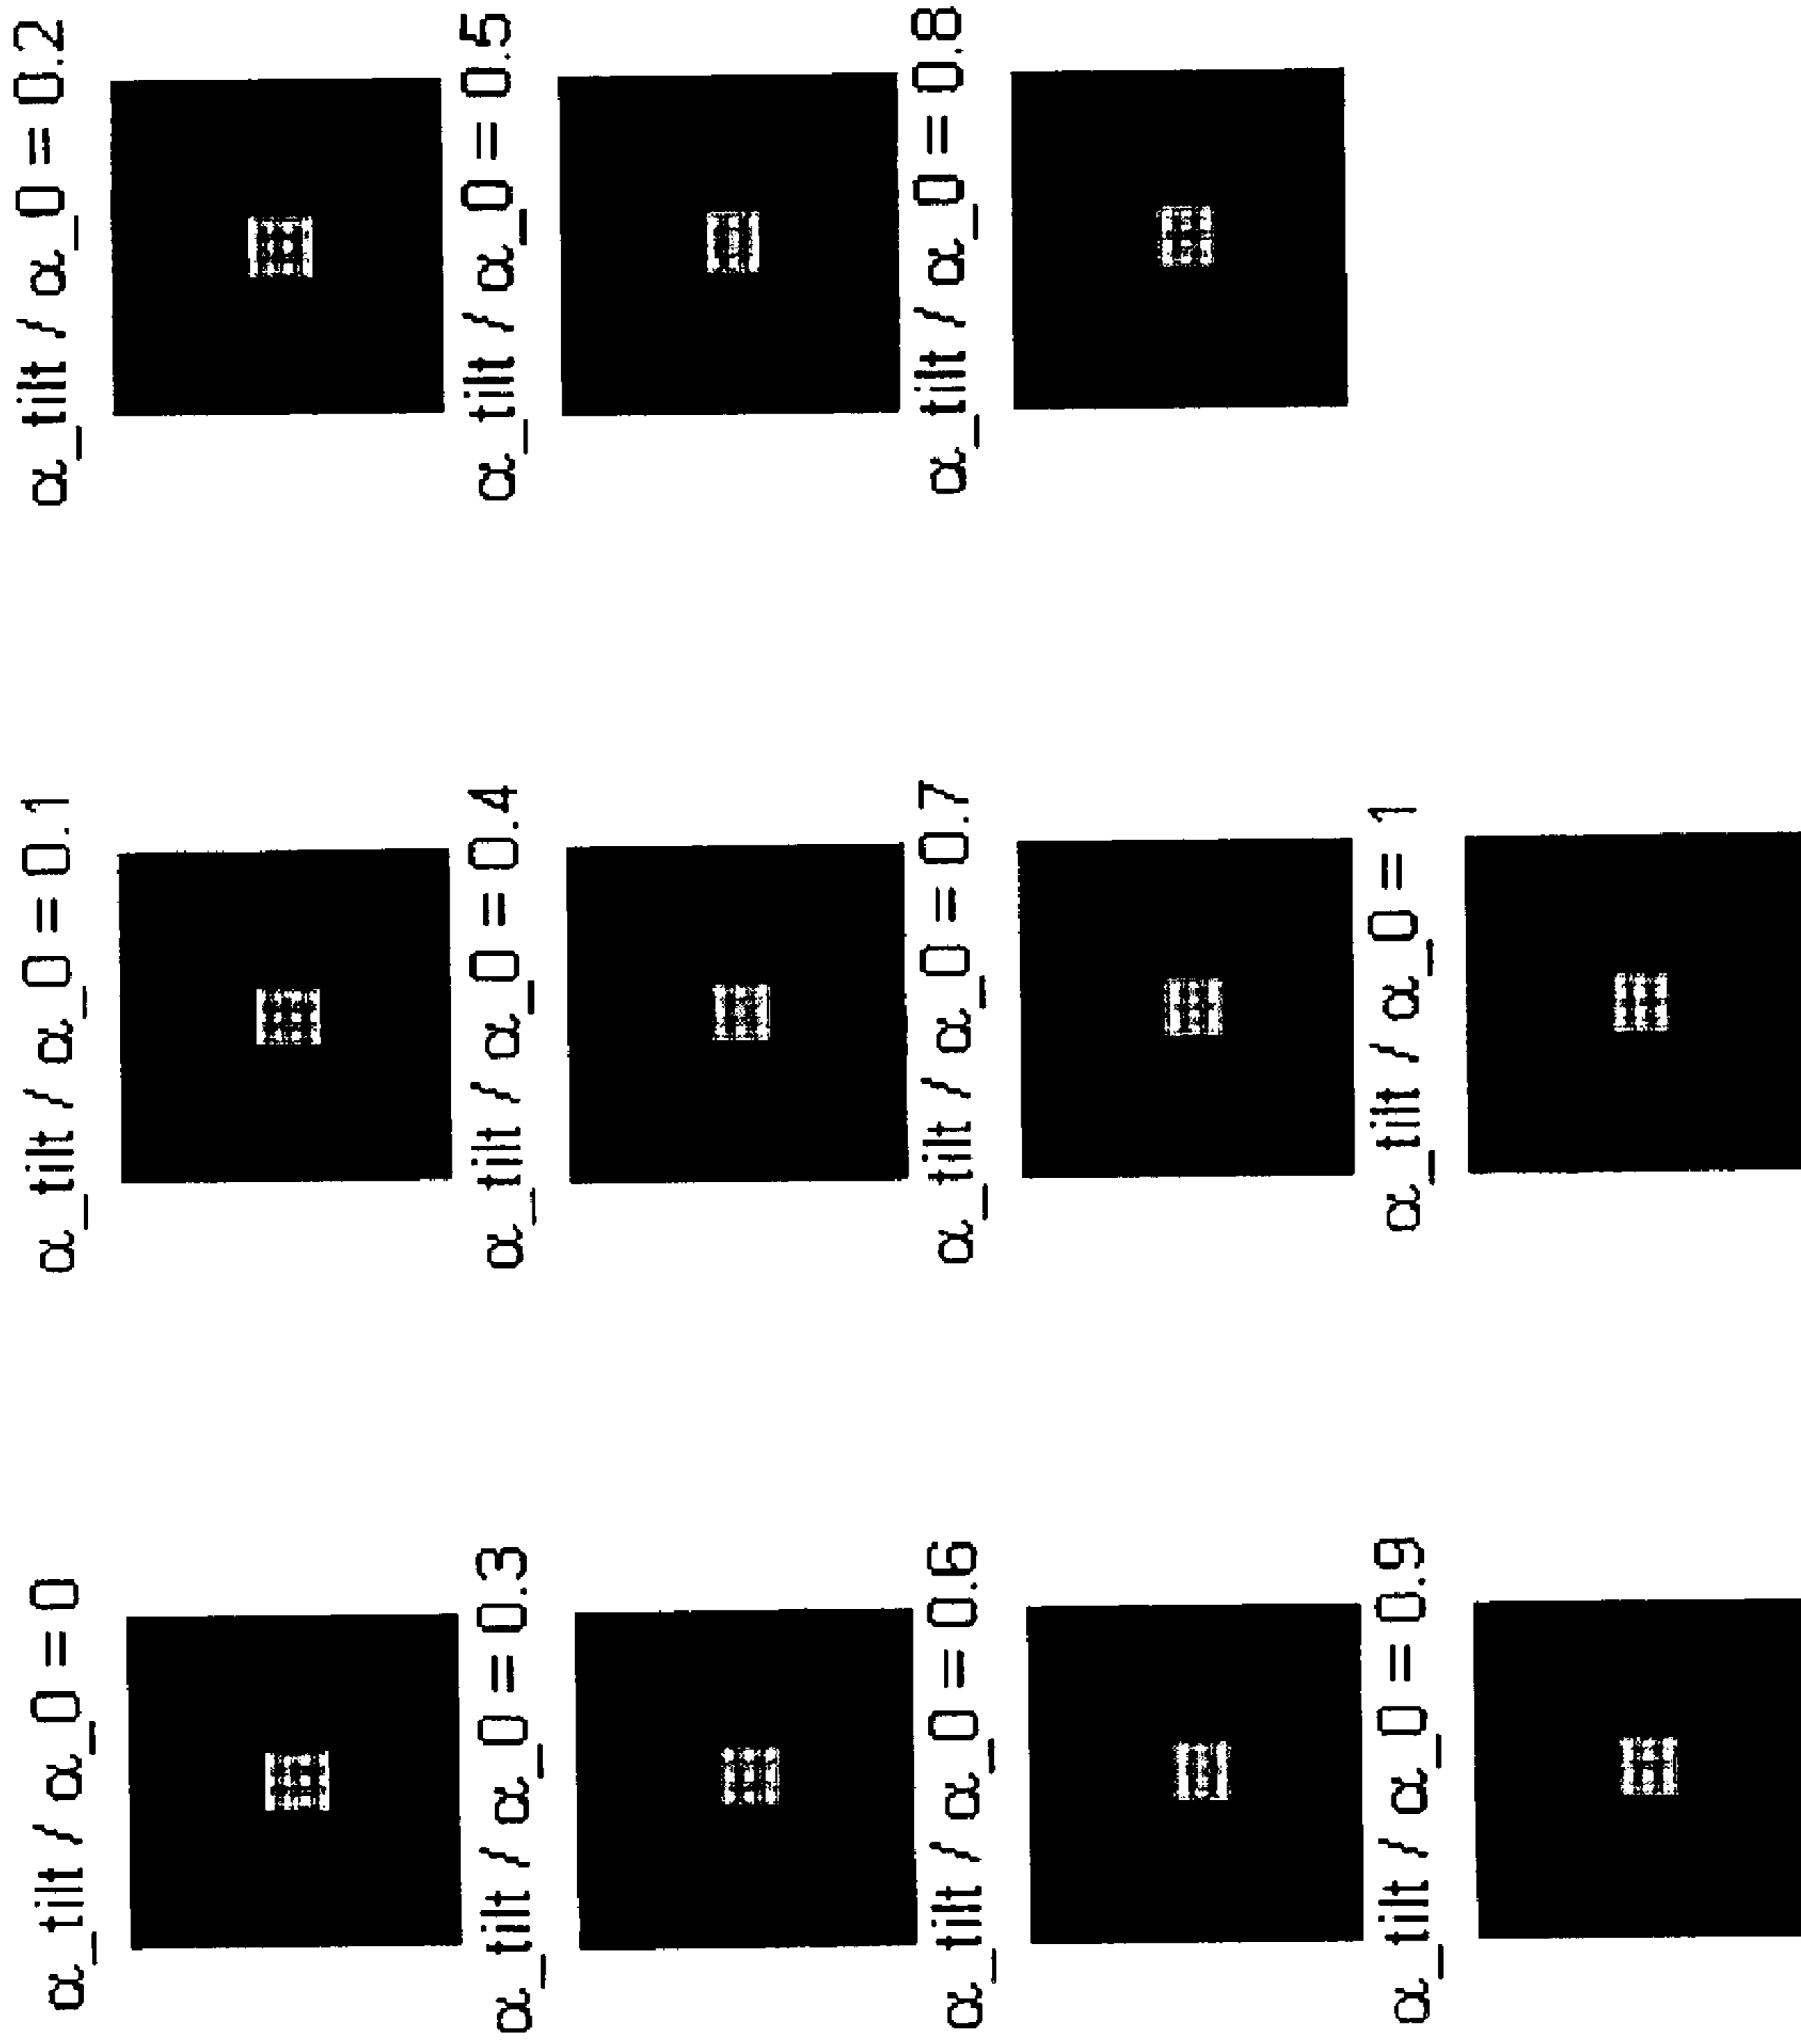 α_tilt / α_0 = 0
α_tilt / α_0 = 0.1
α_tilt / α_0 = 0.2
α_tilt / α_0 = 0.3
α_tilt / α_0 = 0.4
α_tilt / α_0 = 0.5
α_tilt / α_0 = 0.6
α_tilt / α_0 = 0.7
α_tilt / α_0 = 0.8
α_tilt / α_0 = 0.9
α_tilt / α_0 = 1